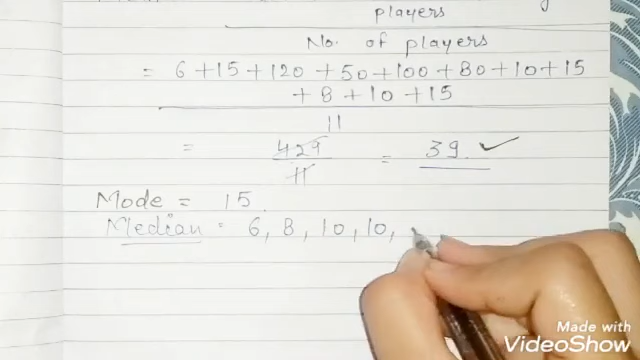 players
No. of players
= 6 + 15 + 120 + 50 + 100 + 80 + 10 + 15
+ 8 + 10 + 15
11
= 429 = 39. ✓
11
Mode = 15.
Median = 6, 8, 10, 10,
Made with
VideoShow